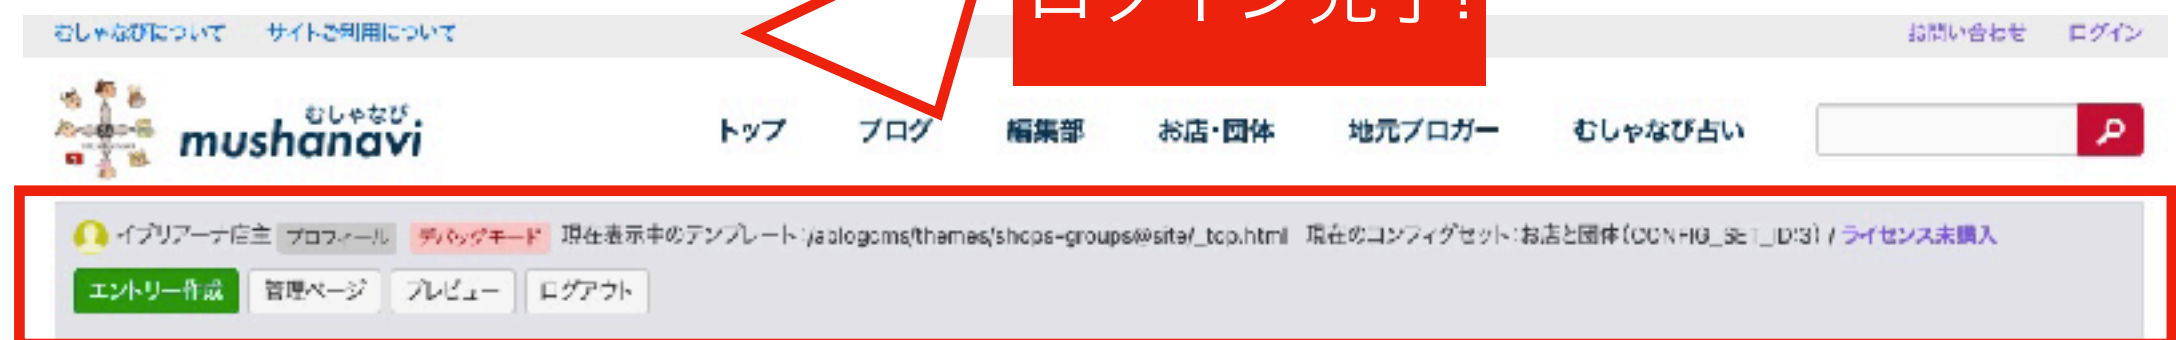 ログイン完了!
むしゃなびについて サイトご利用について お問い合わせ ログイン
むしゃなび
mushanavi
トップ ブログ 編集部 お店・団体 地元ブロガー むしゃなび占い
イブリアーナ店主 プロフィール デバッグモード 現在表示中のテンプレート:/ablogcms/themes/shops-groups@site/_top.html 現在のコンフィグセット:お店と団体(CONFIG_SET_ID:3) / ライセンス未購入
エントリー作成 管理ページ プレビュー ログアウト